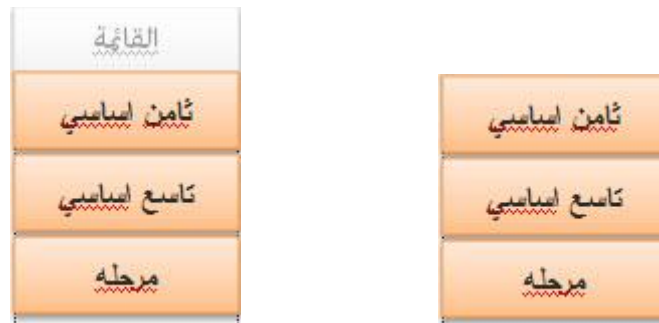 القائمة
ثامن اساسي
تاسع اساسي
مرحله
ثامن اساسي
تاسع اساسي
مرحله